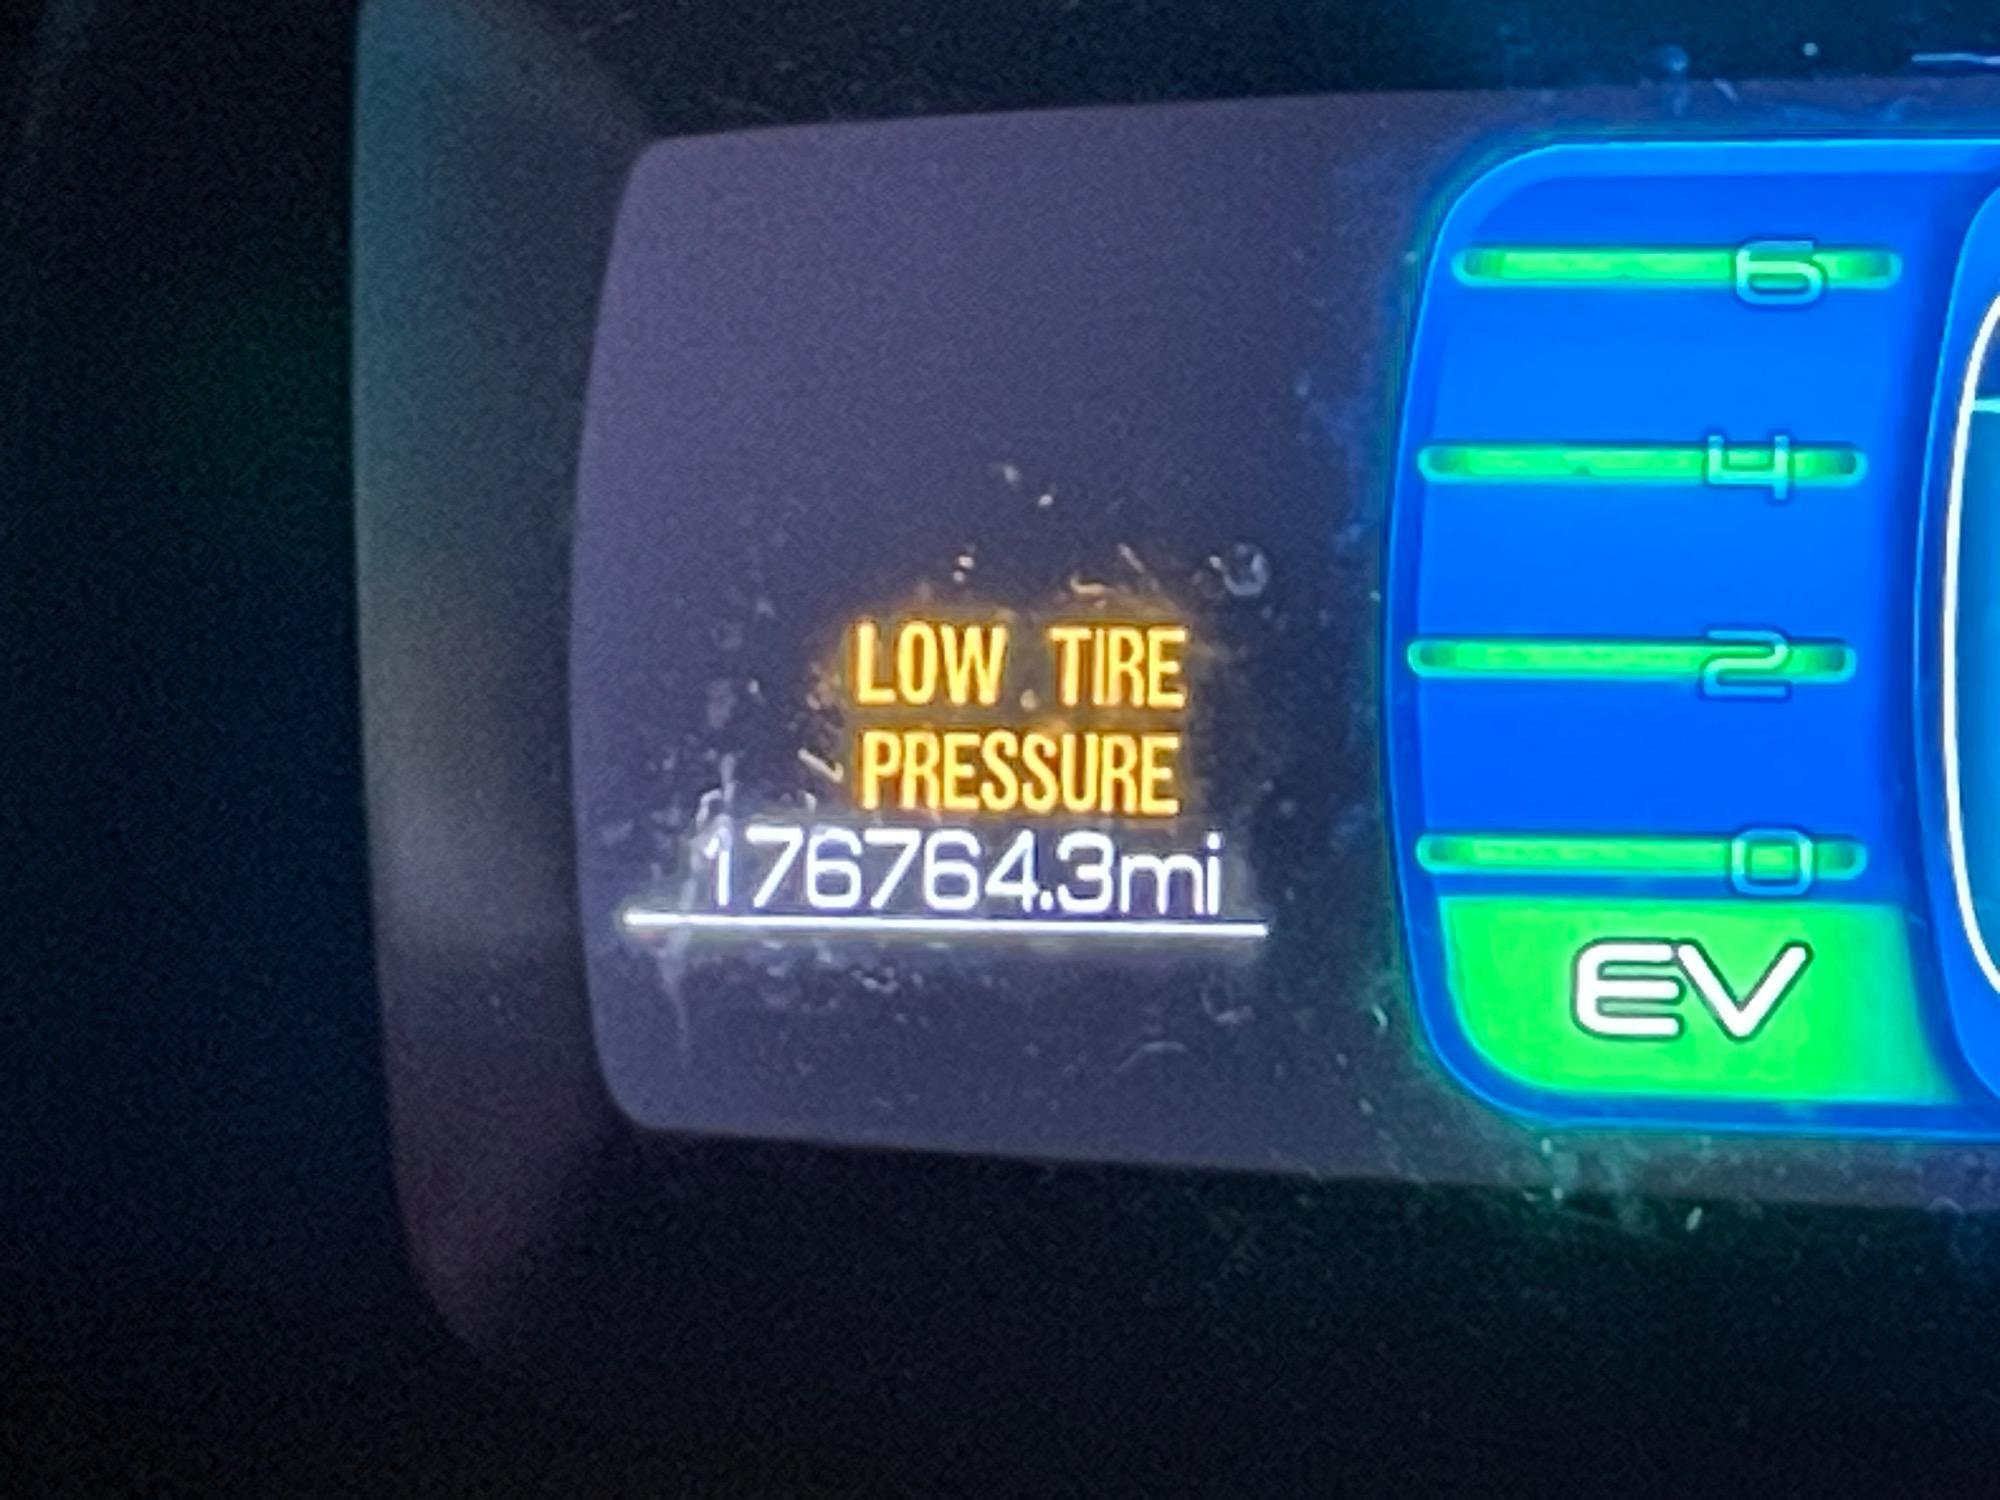 LOW TIRE
PRESSURE
176764.3mi
6
4
2
0
EV